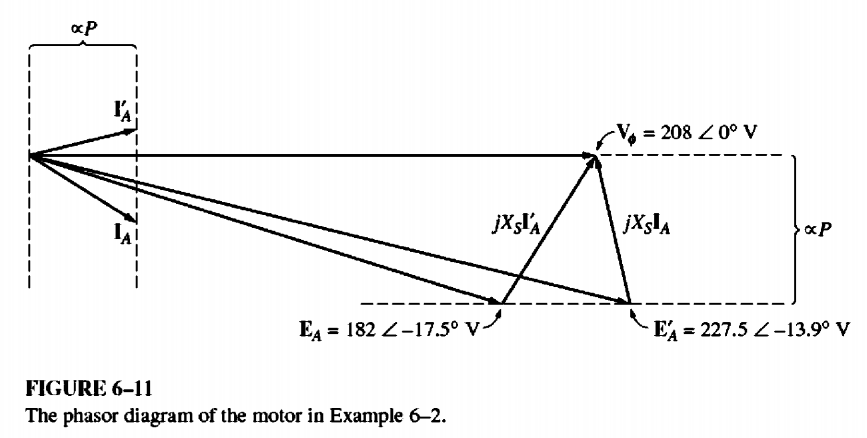 ∝P
I′A
Vϕ = 208 ∠ 0° V
IA
jXSI′A
jXSIA
∝P
EA = 182 ∠ −17.5° V
E′A = 227.5 ∠ −13.9° V
FIGURE 6–11
The phasor diagram of the motor in Example 6–2.